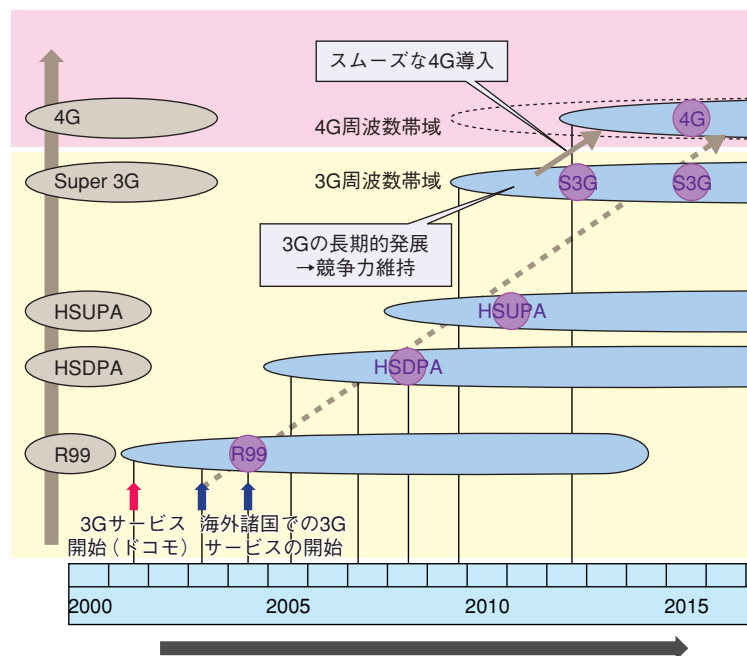 スムーズな4G導入
4G
4G周波数帯域
4G
Super 3G
3G周波数帯域
S3G
S3G
3Gの長期的発展
→競争力維持
HSUPA
HSUPA
HSDPA
HSDPA
R99
R99
3Gサービス
開始（ドコモ）
海外諸国での3G
サービスの開始
2000
2005
2010
2015